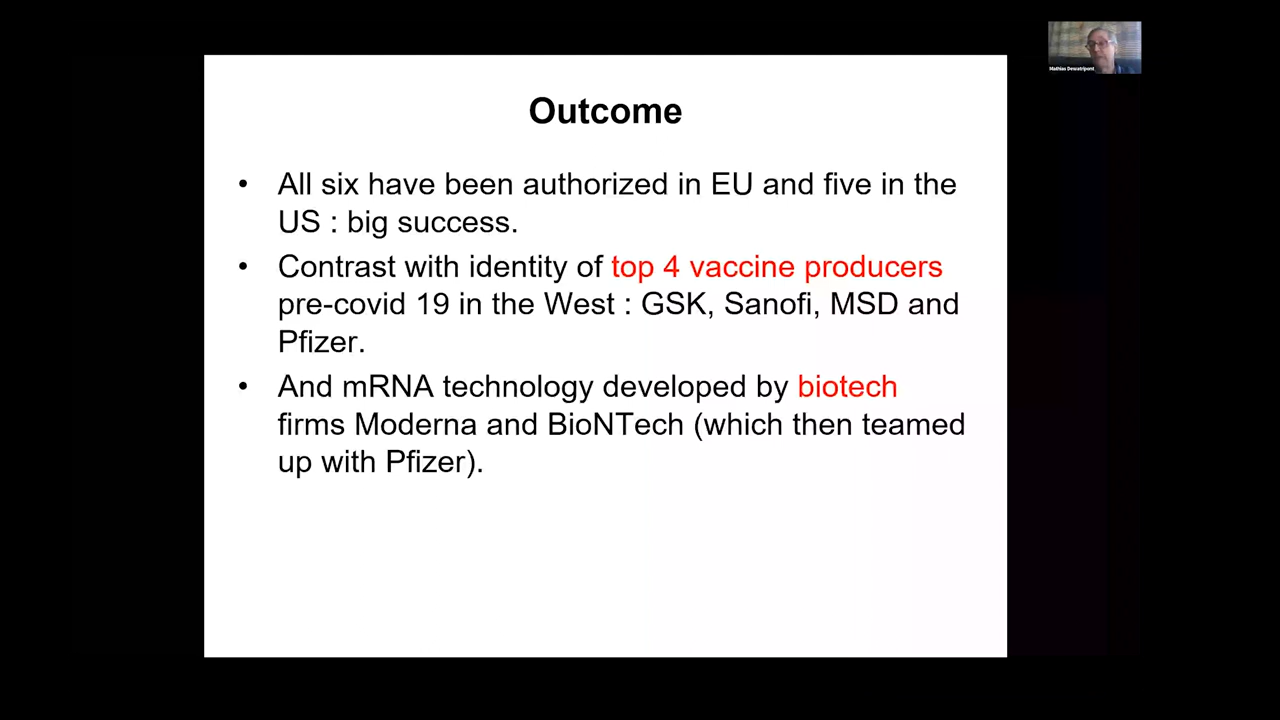 Mathias Dewatripont
Outcome
• All six have been authorized in EU and five in the
US : big success.
• Contrast with identity of top 4 vaccine producers
pre-covid 19 in the West : GSK, Sanofi, MSD and
Pfizer.
• And mRNA technology developed by biotech
firms Moderna and BioNTech (which then teamed
up with Pfizer).